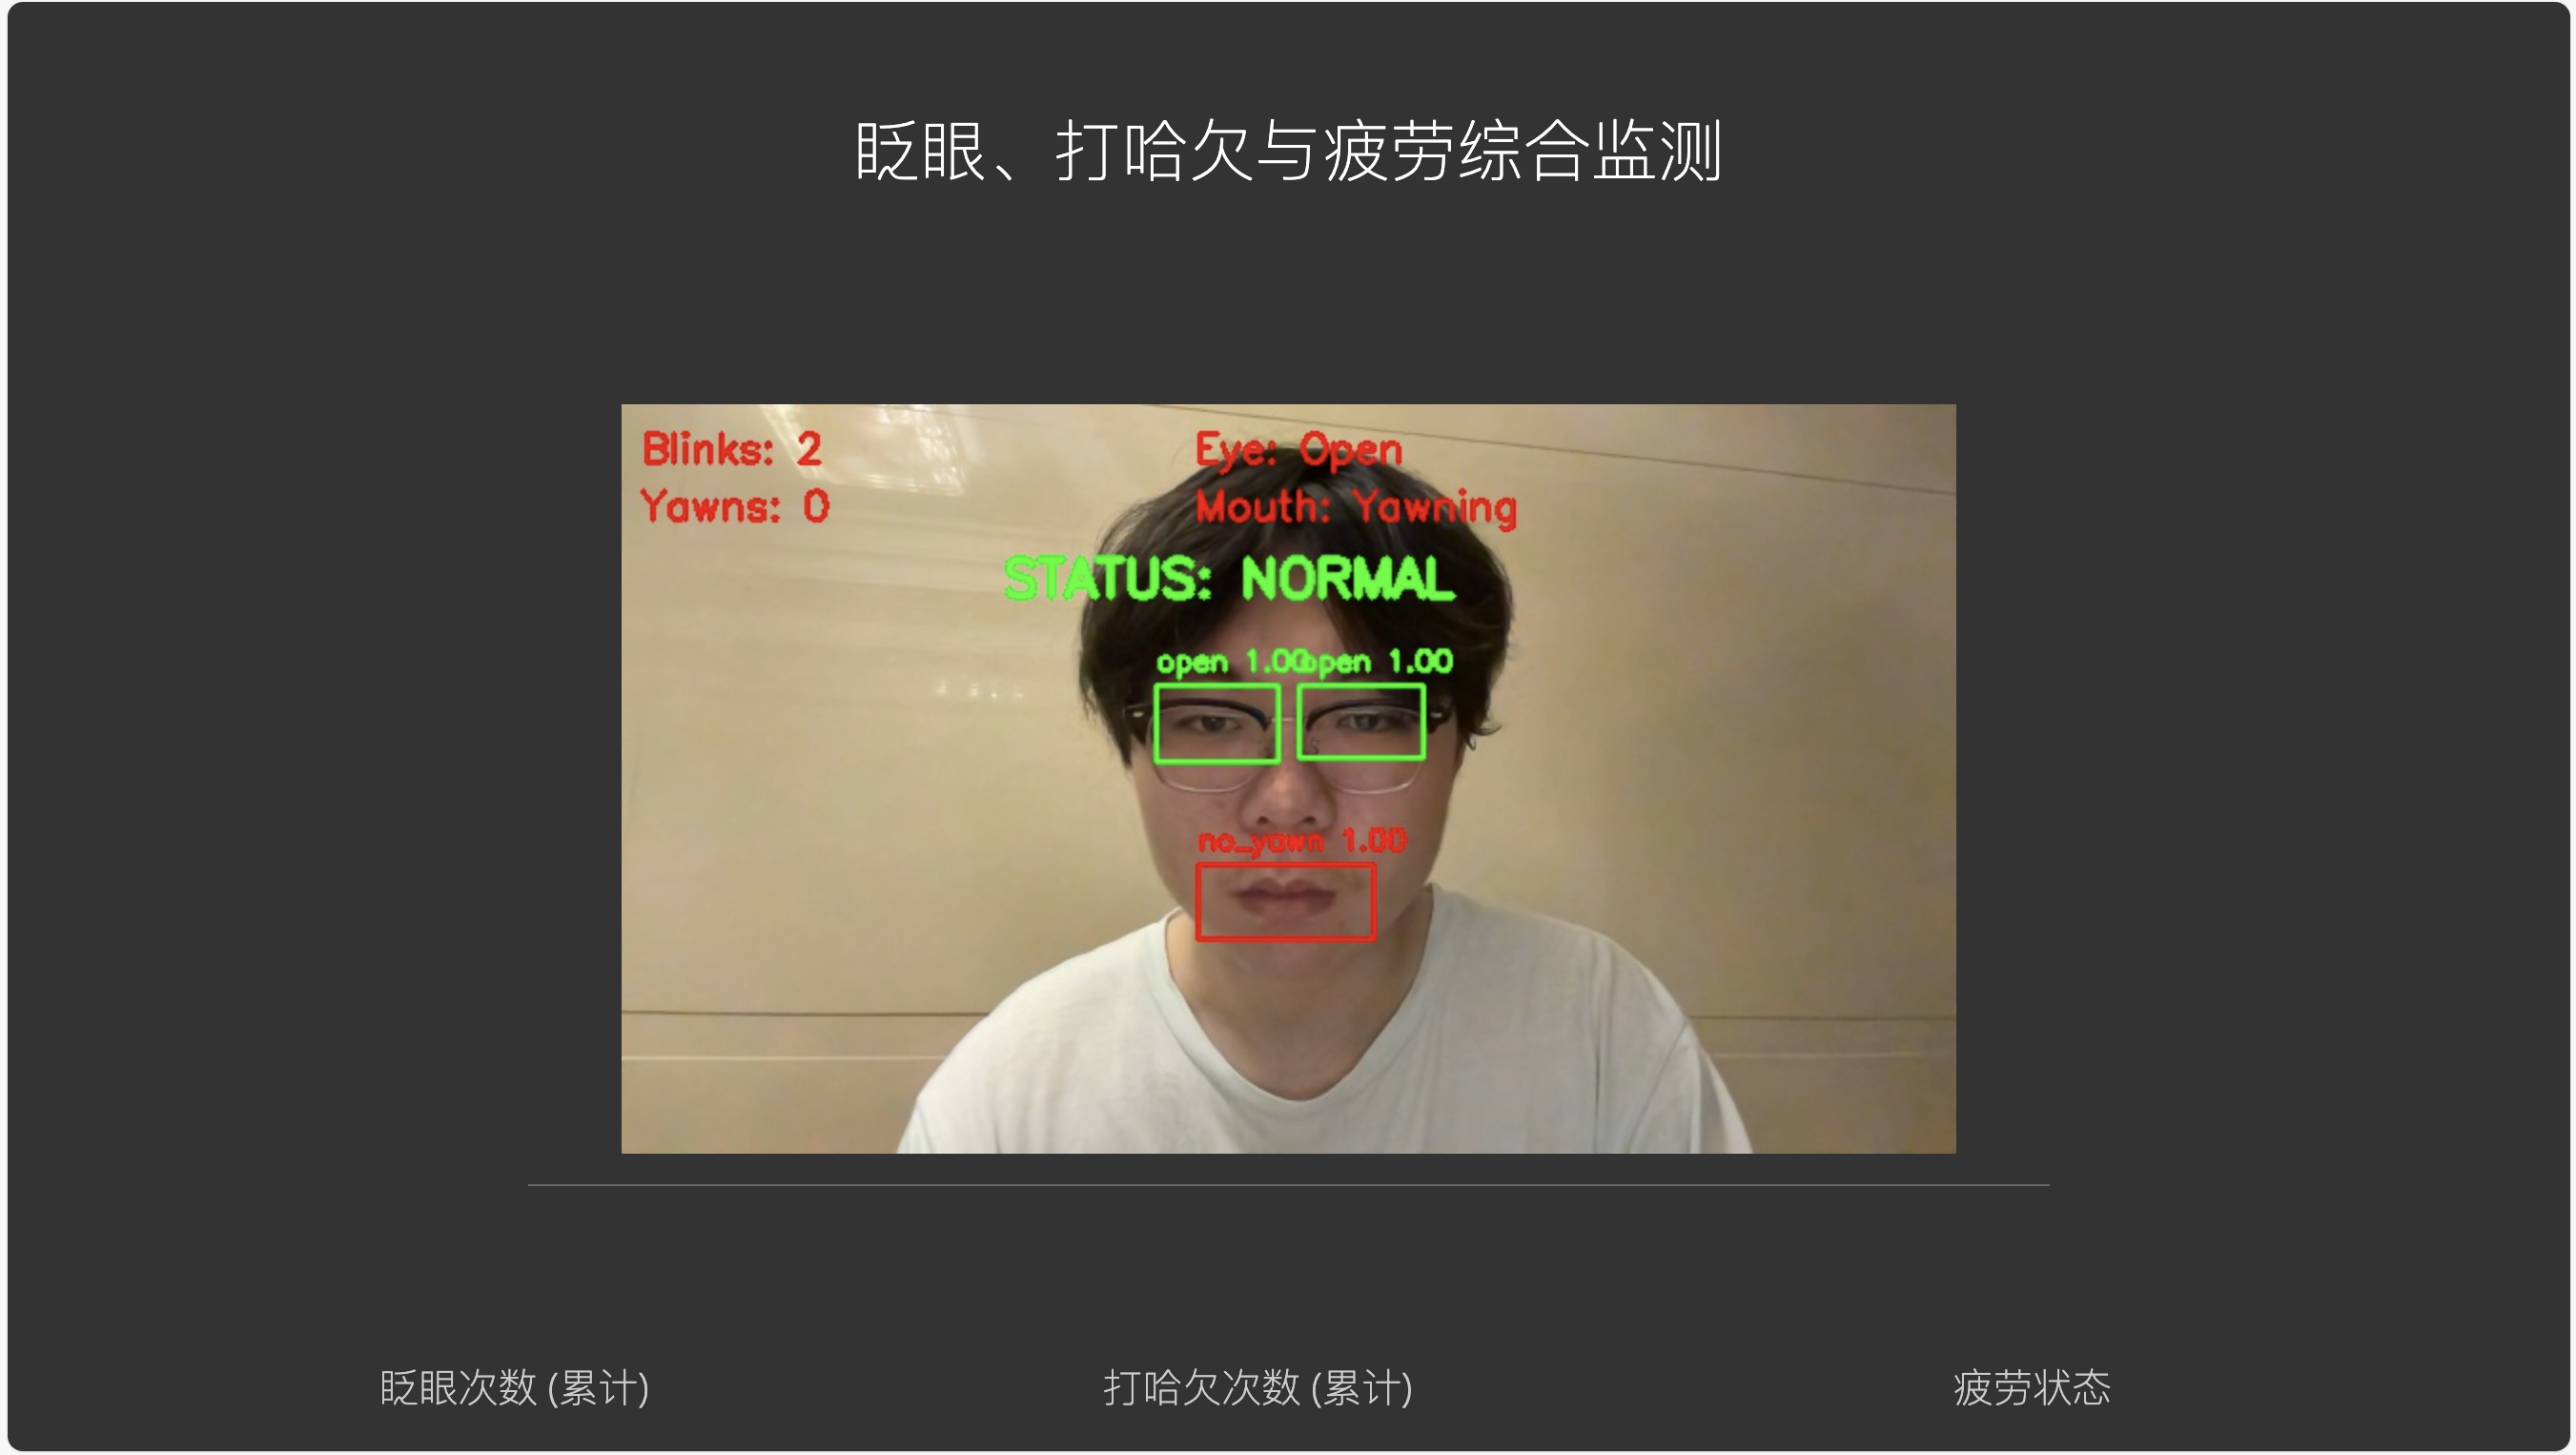 眨眼、打哈欠与疲劳综合监测
Blinks: 2
Eye: Open
Yawns: 0
Mouth: Yawning
STATUS: NORMAL
open 1.00
open 1.00
no_yawn 1.00
眨眼次数 (累计)
打哈欠次数 (累计)
疲劳状态